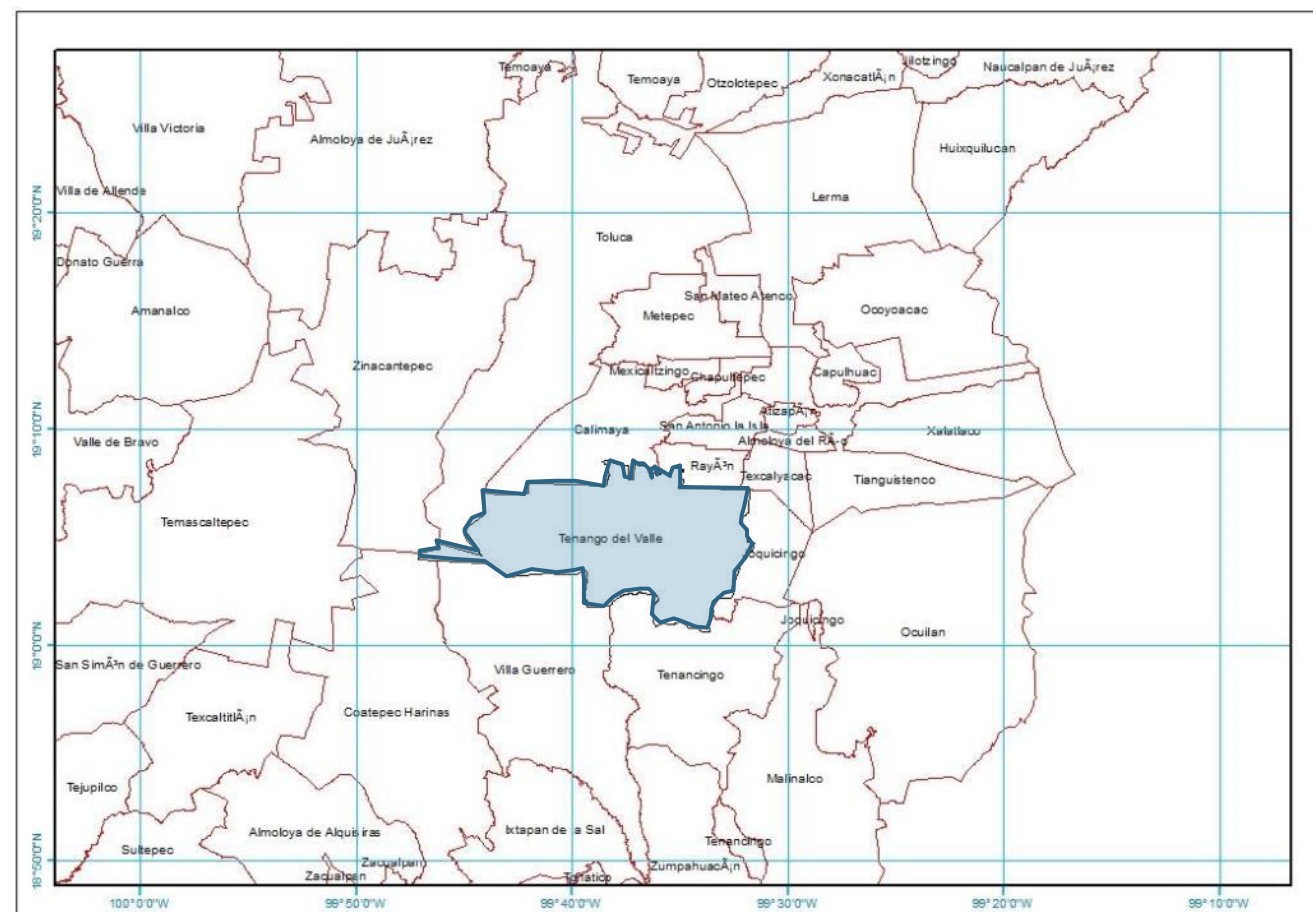 Temoaya
Temoaya
Otzolotepec
XonacatlÃ¡n
Jilotzingo
Naucalpan de JuÃ¡rez
Villa Victoria
Almoloya de JuÃ¡rez
Huixquilucan
Villa de Allende
Lerma
19°20'0"N
Toluca
Donato Guerra
San Mateo Atenco
Amanalco
Metepec
Ocoyoacac
Zinacantepec
Mexicaltzingo
Chapultepec
Capulhuac
AtizapÃ¡n
19°10'0"N
Valle de Bravo
Calimaya
San Antonio la Isla
Almoloya del RÃ-o
Xalatlaco
RayÃ³n
Texcalyacac
Tianguistenco
Temascaltepec
Tenango del Valle
Joquicingo
Joquicingo
Ocuilan
19°0'0"N
San SimÃ³n de Guerrero
Villa Guerrero
Tenancingo
TexcaltitlÃ¡n
Coatepec Harinas
Tejupilco
Malinalco
Almoloya de Alquisiras
Ixtapan de la Sal
Tenancingo
Sultepec
Zacualpan
ZumpahuacÃ¡n
18°50'0"N
Zacualpan
Tonatico
100°0'0"W
99°50'0"W
99°40'0"W
99°30'0"W
99°20'0"W
99°10'0"W